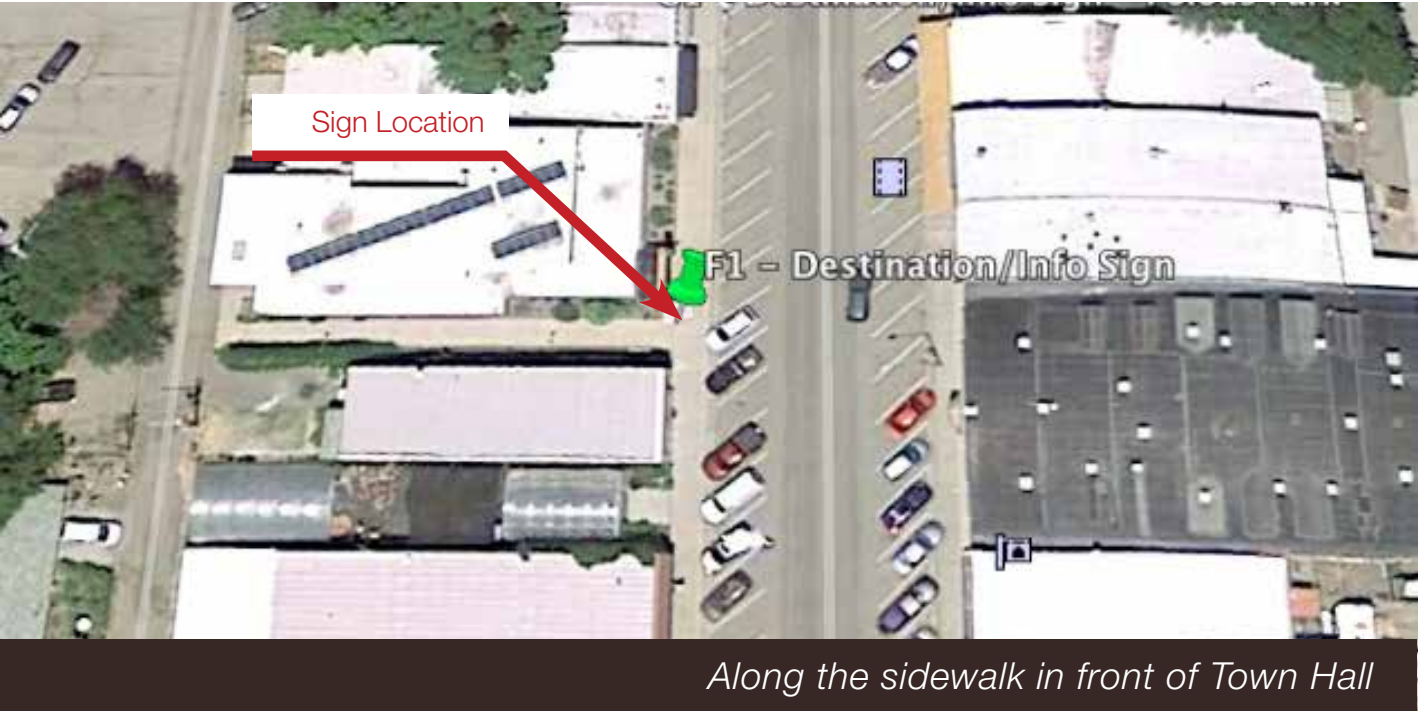 Sign Location
F1 - Destination/Info Sign
Along the sidewalk in front of Town Hall